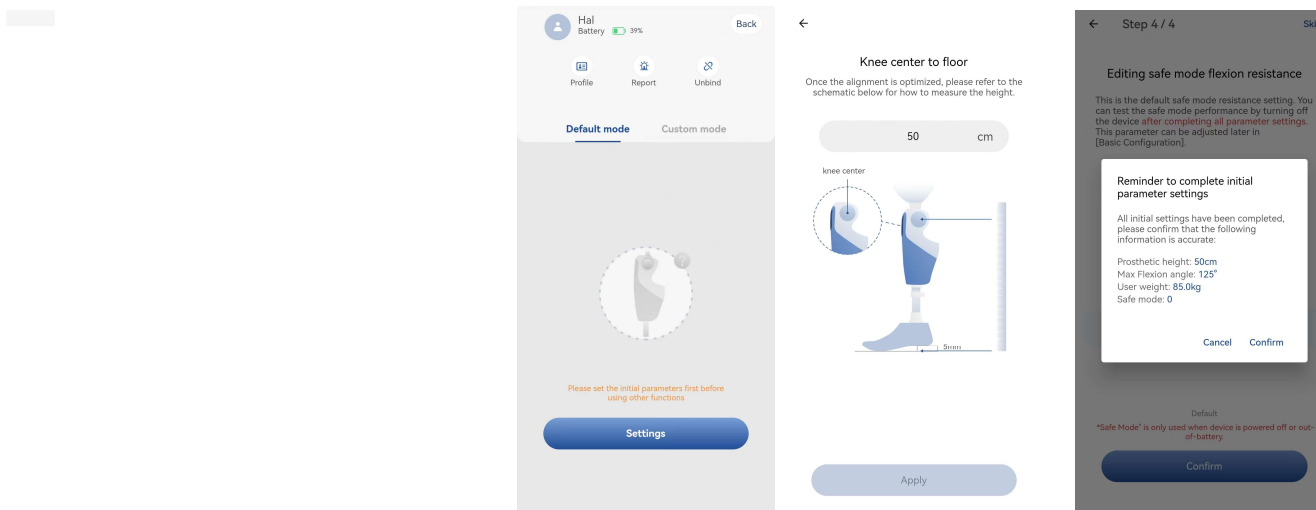 Hal
Battery 39%
Back
Profile
Report
Unbind
Default mode
Custom mode
?
Please set the initial parameters first before
using other functions
Settings
Knee center to floor
Once the alignment is optimized, please refer to the
schematic below for how to measure the height.
50 cm
knee center
5mm
Apply
Step 4 / 4
Editing safe mode flexion resistance
This is the default safe mode resistance setting. You
can test the safe mode performance by turning off
the device after completing all parameter settings.
This parameter can be adjusted later in
[Basic Configuration].
Reminder to complete initial
parameter settings
All initial settings have been completed,
please confirm that the following
information is accurate:
Prosthetic height: 50cm
Max Flexion angle: 125°
User weight: 85.0kg
Safe mode: 0
Cancel
Confirm
Default
"Safe Mode" is only used when device is powered off or out-
of-battery.
Confirm